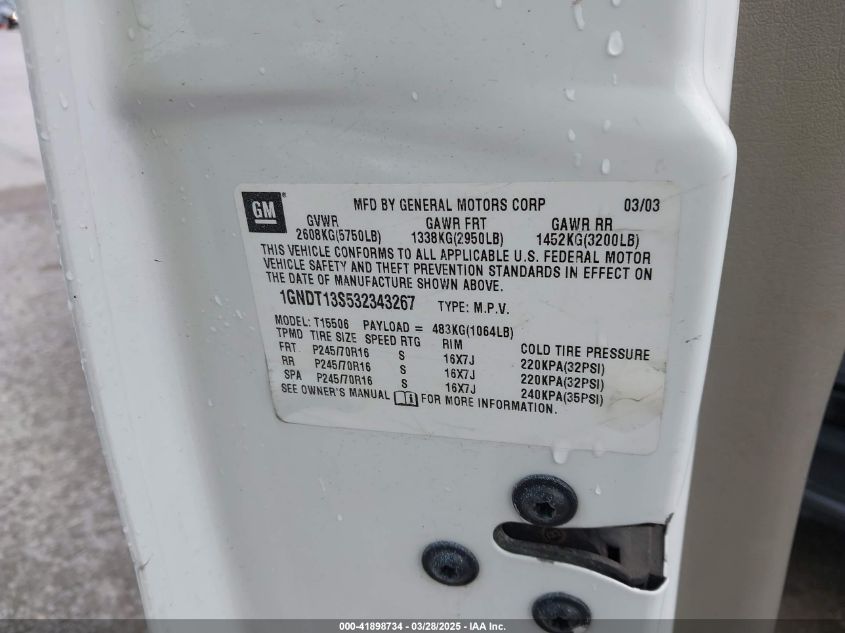 GM
MFD BY GENERAL MOTORS CORP 03/03
GVWR GAWR FRT GAWR RR
2608KG(5750LB) 1338KG(2950LB) 1452KG(3200LB)
THIS VEHICLE CONFORMS TO ALL APPLICABLE U.S. FEDERAL MOTOR
VEHICLE SAFETY AND THEFT PREVENTION STANDARDS IN EFFECT ON
THE DATE OF MANUFACTURE SHOWN ABOVE.
1GNDT13S532343267 TYPE: M.P.V.
MODEL: T15506 PAYLOAD = 483KG(1064LB)
TPMD TIRE SIZE SPEED RTG RIM COLD TIRE PRESSURE
FRT P245/70R16 S 16X7J 220KPA(32PSI)
RR P245/70R16 S 16X7J 220KPA(32PSI)
SPA P245/70R16 S 16X7J 240KPA(35PSI)
SEE OWNER'S MANUAL FOR MORE INFORMATION.
000-41898734 — 03/28/2025 — IAA Inc.